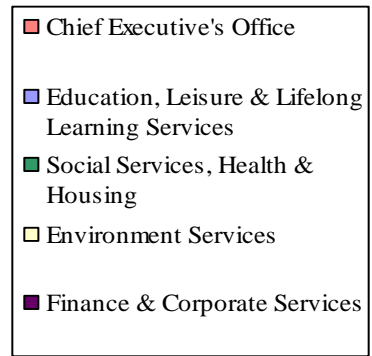 Chief Executive's Office
Education, Leisure & Lifelong
Learning Services
Social Services, Health &
Housing
Environment Services
Finance & Corporate Services